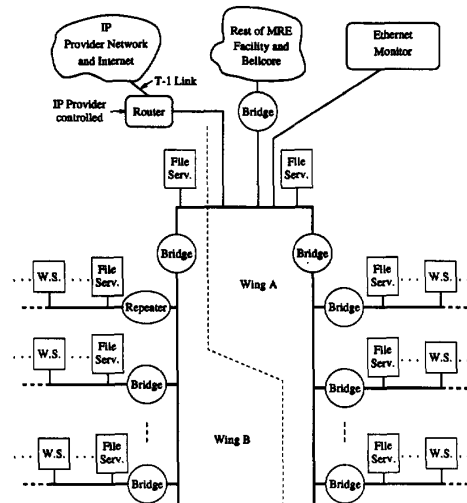 IP
Provider Network
and Internet
Rest of MRE
Facility and
Bellcore
Ethernet
Monitor
T-1 Link
IP Provider
controlled
Router
Bridge
File
Serv.
File
Serv.
Bridge
Bridge
Wing A
W.S.
File
Serv.
Repeater
Bridge
File
Serv.
W.S.
W.S.
File
Serv.
Bridge
Bridge
File
Serv.
W.S.
Wing B
W.S.
File
Serv.
Bridge
Bridge
File
Serv.
W.S.